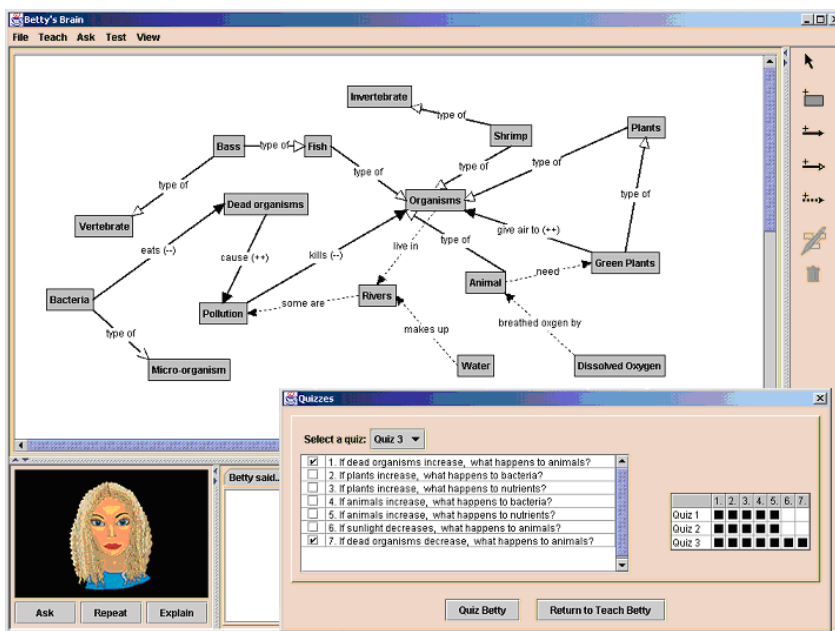 Betty's Brain
File Teach Ask Test View
Invertebrate
type of
Shrimp
Plants
Bass
type of
Fish
type of
type of
type of
type of
type of
Dead organisms
Organisms
Vertebrate
give air to (++)
eats (--)
cause (++)
kills (--)
live in
type of
Green Plants
Bacteria
Animal
need
some are
Rivers
Pollution
type of
makes up
breathed oxgen by
Micro-organism
Water
Dissolved Oxygen
Quizzes
Select a quiz: Quiz 3
1. If dead organisms increase, what happens to animals?
2. If plants increase, what happens to bacteria?
3. If plants increase, what happens to nutrients?
4. If animals increase, what happens to bacteria?
5. If animals increase, what happens to nutrients?
6. If sunlight decreases, what happens to animals?
7. If dead organisms decrease, what happens to animals?
1. 2. 3. 4. 5. 6. 7.
Quiz 1
Quiz 2
Quiz 3
Betty said..
Ask Repeat Explain
Quiz Betty Return to Teach Betty